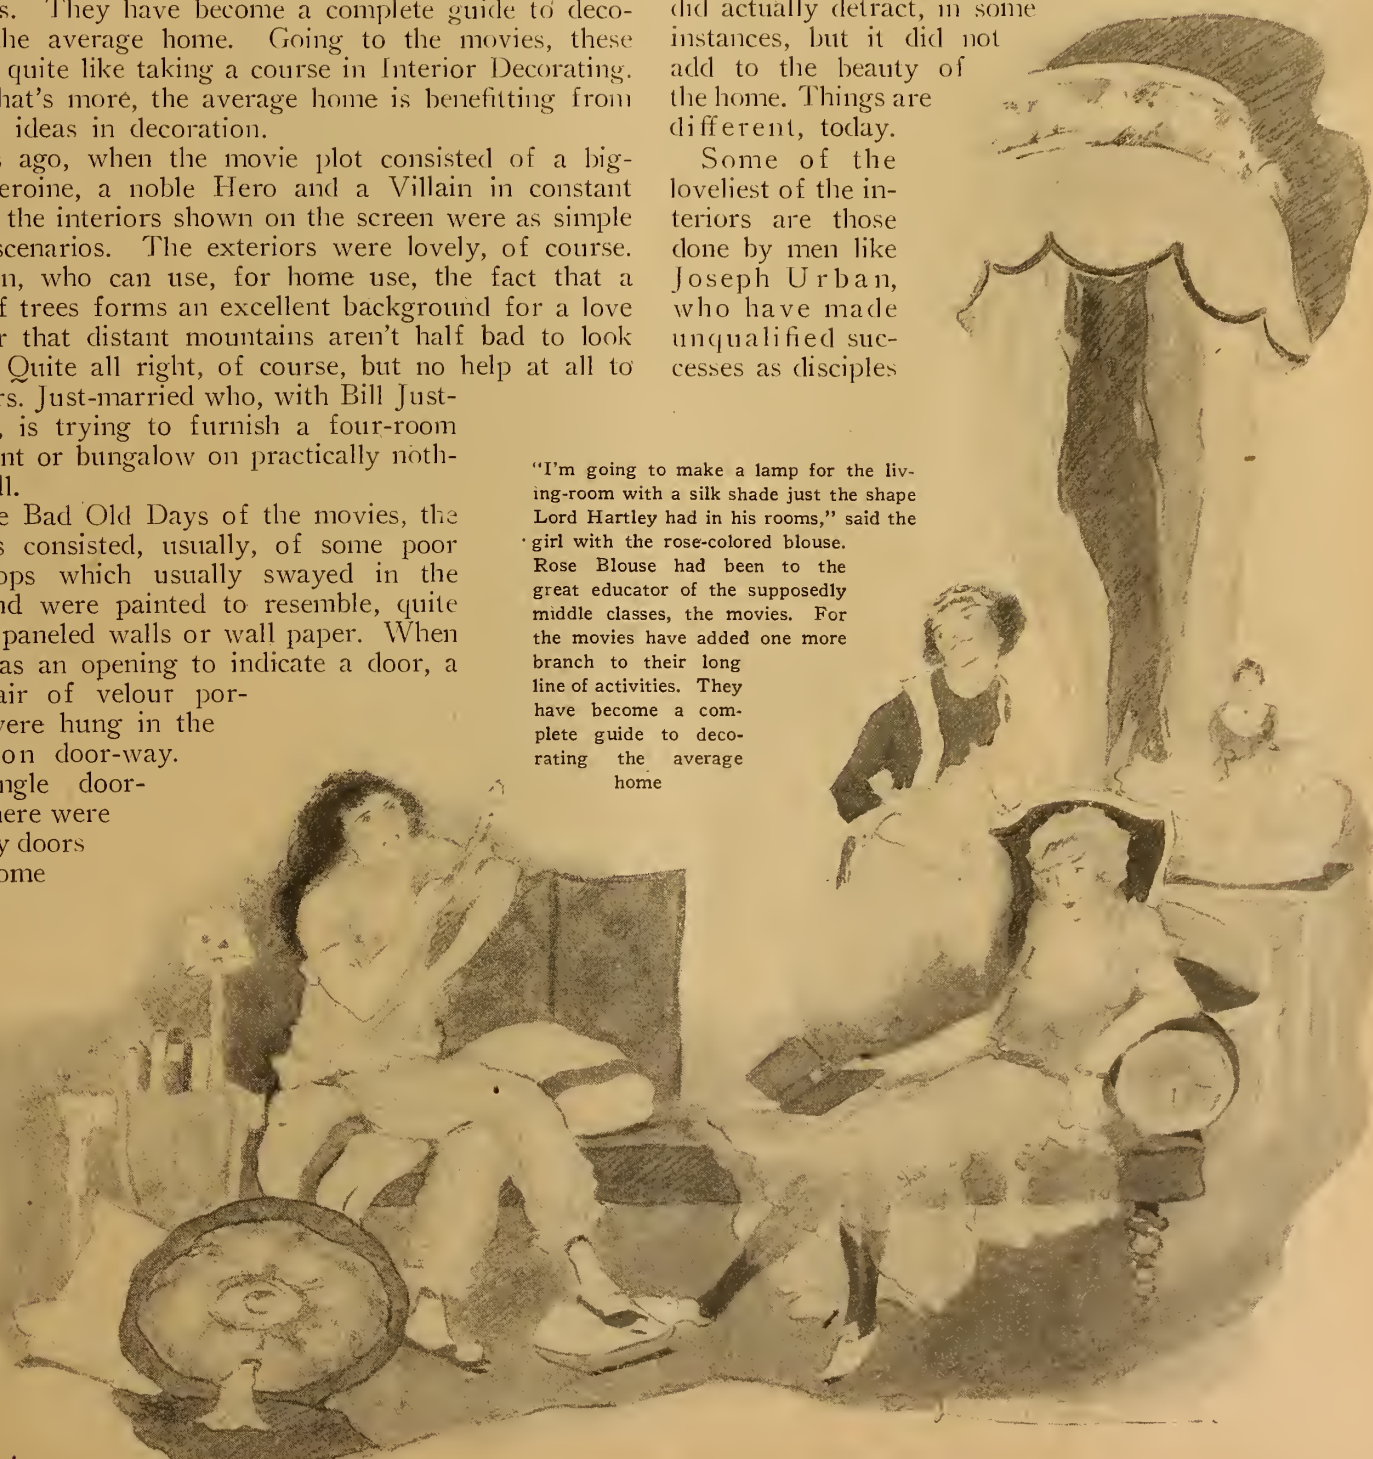 s. They have become a complete guide to deco-
he average home. Going to the movies, these
quite like taking a course in Interior Decorating.
hat's more, the average home is benefitting from
ideas in decoration.
s ago, when the movie plot consisted of a big-
eroine, a noble Hero and a Villain in constant
the interiors shown on the screen were as simple
scenarios. The exteriors were lovely, of course.
n, who can use, for home use, the fact that a
f trees forms an excellent background for a love
r that distant mountains aren't half bad to look
Quite all right, of course, but no help at all to
rs. Just-married who, with Bill Just-
, is trying to furnish a four-room
nt or bungalow on practically noth-
ll.
e Bad Old Days of the movies, the
s consisted, usually, of some poor
ops which usually swayed in the
nd were painted to resemble, quite
paneled walls or wall paper. When
as an opening to indicate a door, a
air of velour por-
vere hung in the
on door-way.
ngle door-
here were
y doors
ome
did actually detract, in some
instances, but it did not
add to the beauty of
the home. Things are
different, today.
Some of the
loveliest of the in-
teriors are those
done by men like
Joseph Urban,
who have made
unqualified suc-
cesses as disciples
"I'm going to make a lamp for the liv-
ing-room with a silk shade just the shape
Lord Hartley had in his rooms," said the
girl with the rose-colored blouse.
Rose Blouse had been to the
great educator of the supposedly
middle classes, the movies. For
the movies have added one more
branch to their long
line of activities. They
have become a com-
plete guide to deco-
rating the average
home